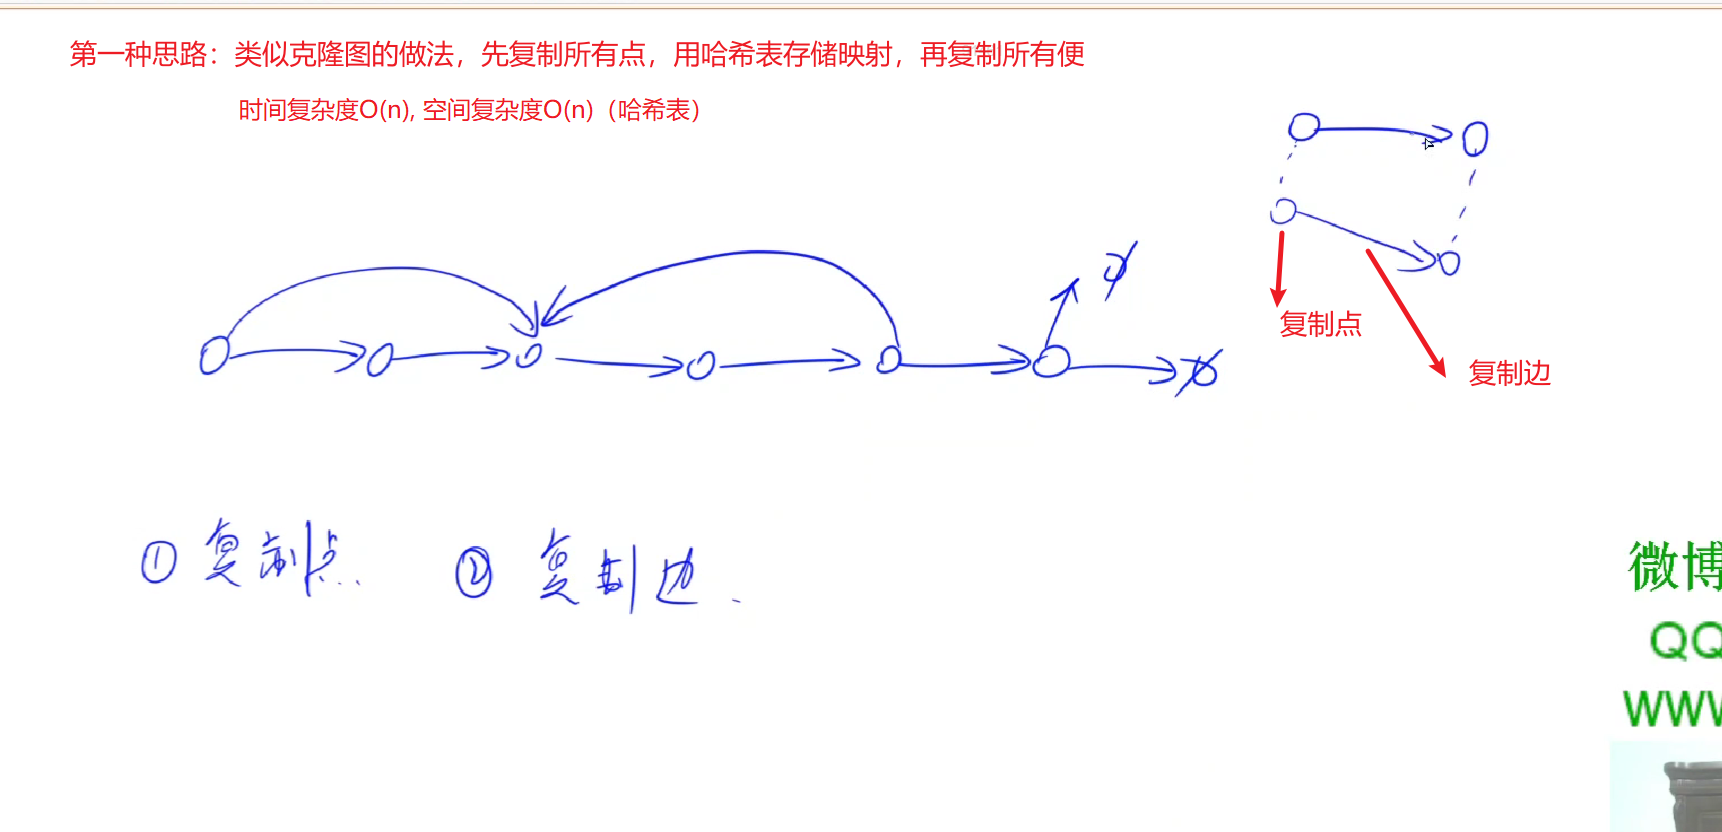 第一种思路：类似克隆图的做法，先复制所有点，用哈希表存储映射，再复制所有便
时间复杂度O(n), 空间复杂度O(n)（哈希表）
复制点
复制边
① 复制点. ② 复制边.
微博
QQ
WWW